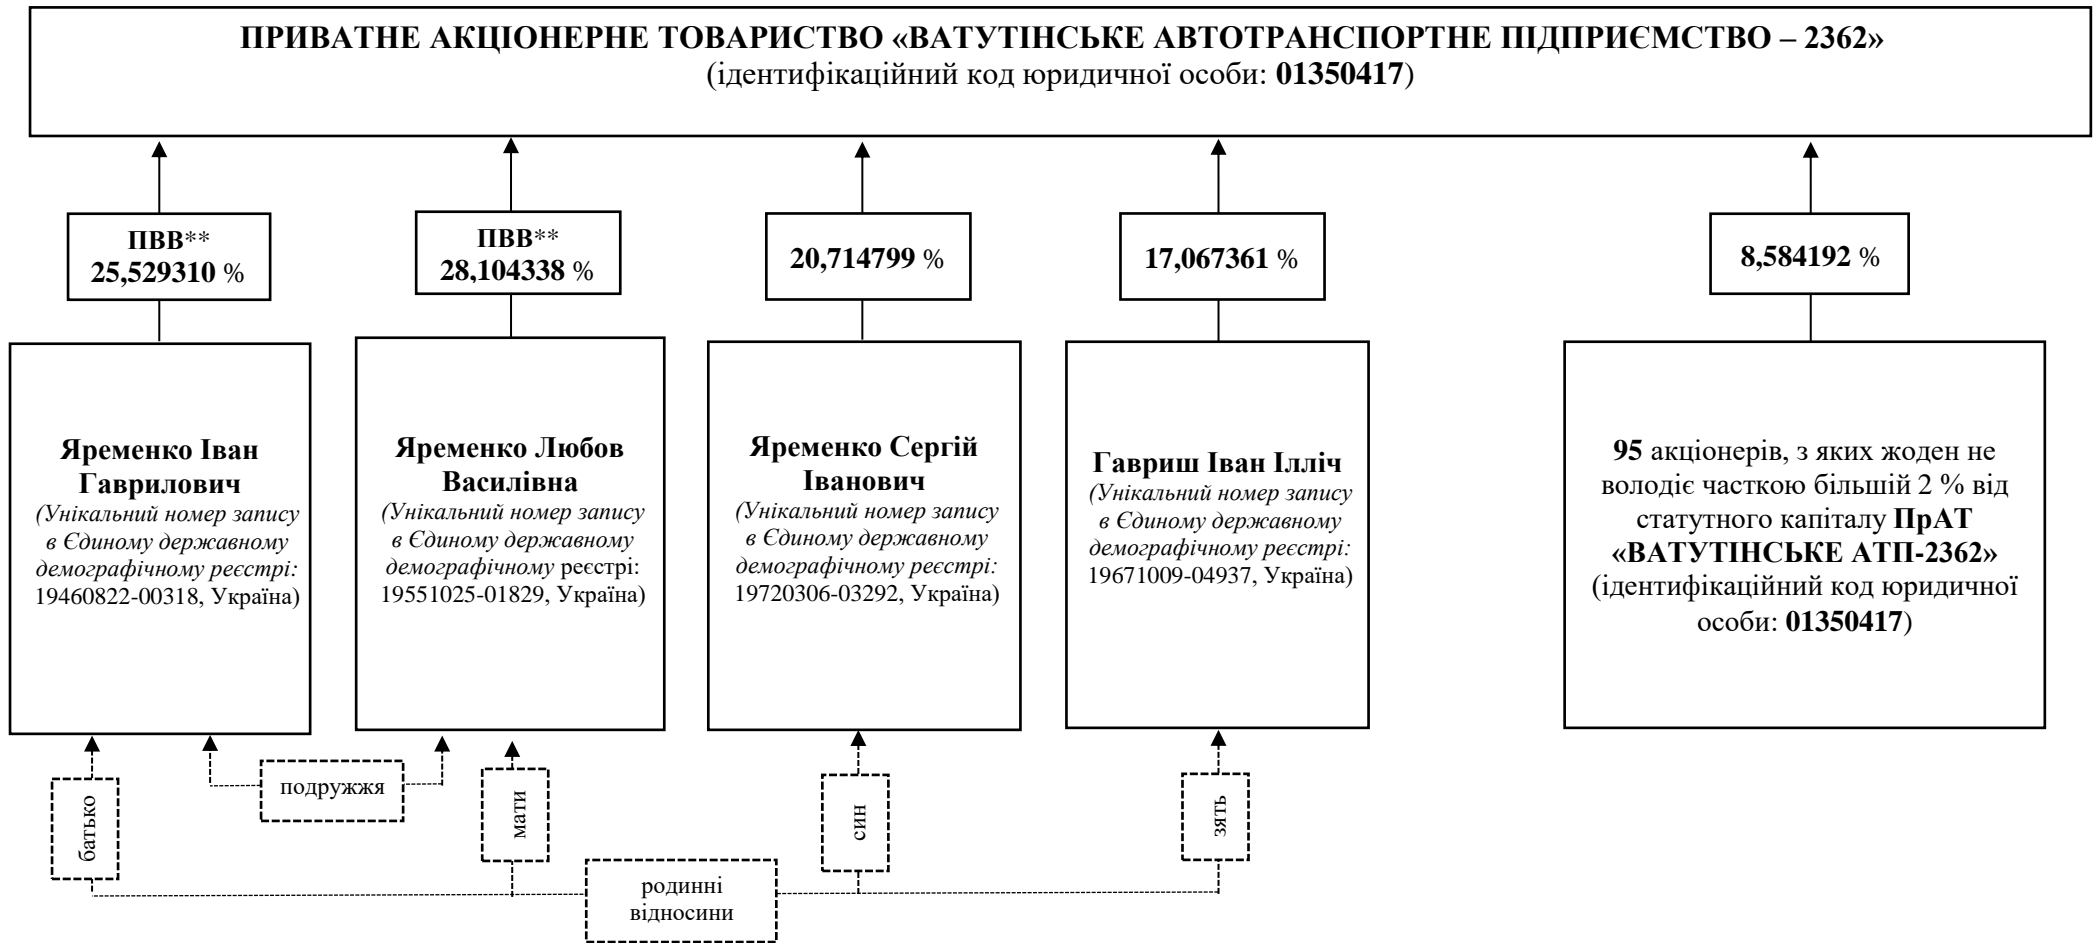 ПРИВАТНЕ АКЦІОНЕРНЕ ТОВАРИСТВО «ВАТУТІНСЬКЕ АВТОТРАНСПОРТНЕ ПІДПРИЄМСТВО – 2362»
(ідентифікаційний код юридичної особи: 01350417)
ПВВ**
25,529310 %
ПВВ**
28,104338 %
20,714799 %
17,067361 %
8,584192 %
Яременко Іван
Гаврилович
(Унікальний номер запису
в Єдиному державному
демографічному реєстрі:
19460822-00318, Україна)
Яременко Любов
Василівна
(Унікальний номер запису
в Єдиному державному
демографічному реєстрі:
19551025-01829, Україна)
Яременко Сергій
Іванович
(Унікальний номер запису
в Єдиному державному
демографічному реєстрі:
19720306-03292, Україна)
Гавриш Іван Ілліч
(Унікальний номер запису
в Єдиному державному
демографічному реєстрі:
19671009-04937, Україна)
95 акціонерів, з яких жоден не
володіє часткою більшій 2 % від
статутного капіталу ПрАТ
«ВАТУТІНСЬКЕ АТП-2362»
(ідентифікаційний код юридичної
особи: 01350417)
батько
подружжя
мати
син
зять
родинні
відносини